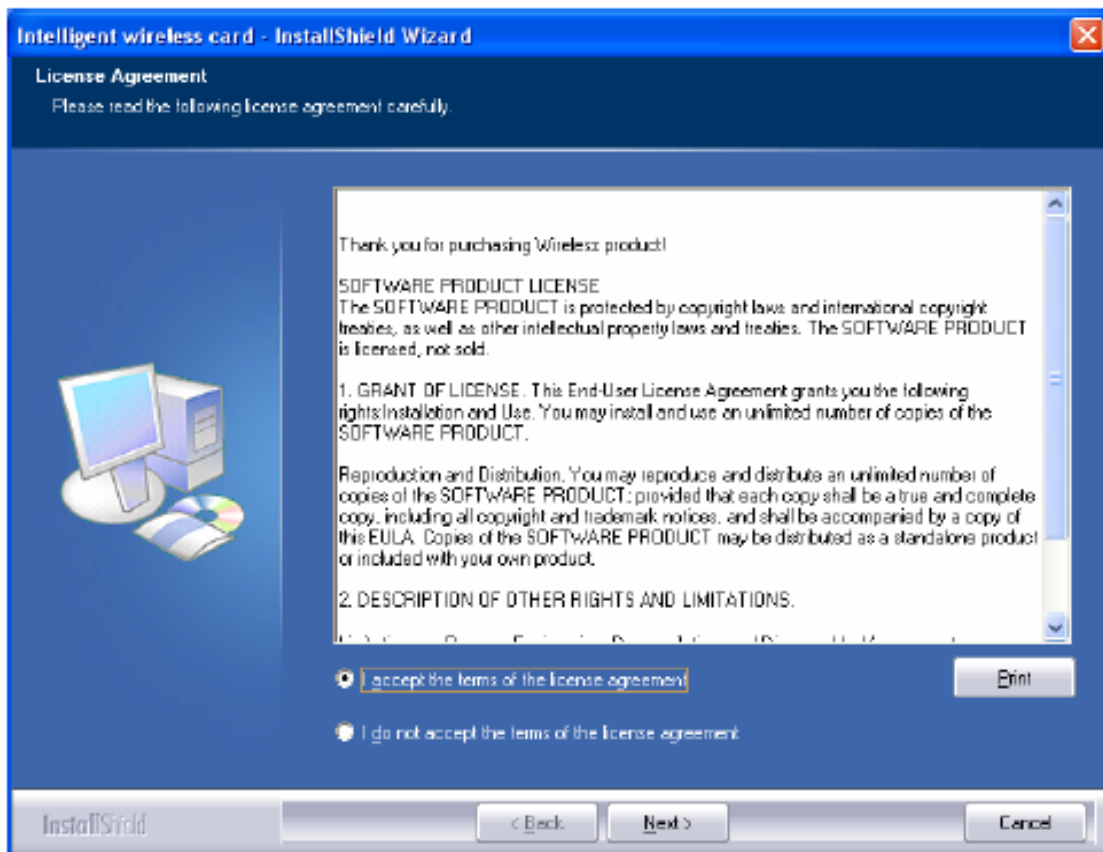 Intelligent wireless card - InstallShield Wizard
License Agreement
Please read the following license agreement carefully.
Thank you for purchasing Wireless product!
SOFTWARE PRODUCT LICENSE
The SOFTWARE PRODUCT is protected by copyright laws and international copyright
treaties, as well as other intellectual property laws and treaties. The SOFTWARE PRODUCT
is licensed, not sold.
1. GRANT OF LICENSE. This End-User License Agreement grants you the following
rights:Installation and Use. You may install and use an unlimited number of copies of the
SOFTWARE PRODUCT.
Reproduction and Distribution. You may reproduce and distribute an unlimited number of
copies of the SOFTWARE PRODUCT; provided that each copy shall be a true and complete
copy, including all copyright and trademark notices, and shall be accompanied by a copy of
this EULA. Copies of the SOFTWARE PRODUCT may be distributed as a standalone product
or included with your own product.
2. DESCRIPTION OF OTHER RIGHTS AND LIMITATIONS.
I accept the terms of the license agreement
Print
I do not accept the terms of the license agreement
InstallShield
< Back
Next >
Cancel